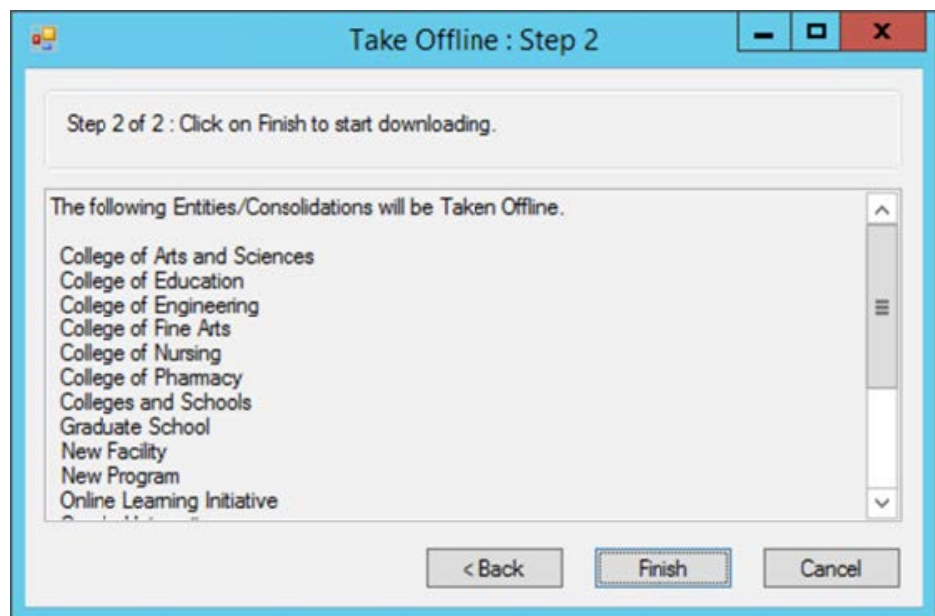 Take Offline : Step 2
Step 2 of 2 : Click on Finish to start downloading.
The following Entities/Consolidations will be Taken Offline.
College of Arts and Sciences
College of Education
College of Engineering
College of Fine Arts
College of Nursing
College of Pharmacy
Colleges and Schools
Graduate School
New Facility
New Program
Online Learning Initiative
< Back Finish Cancel